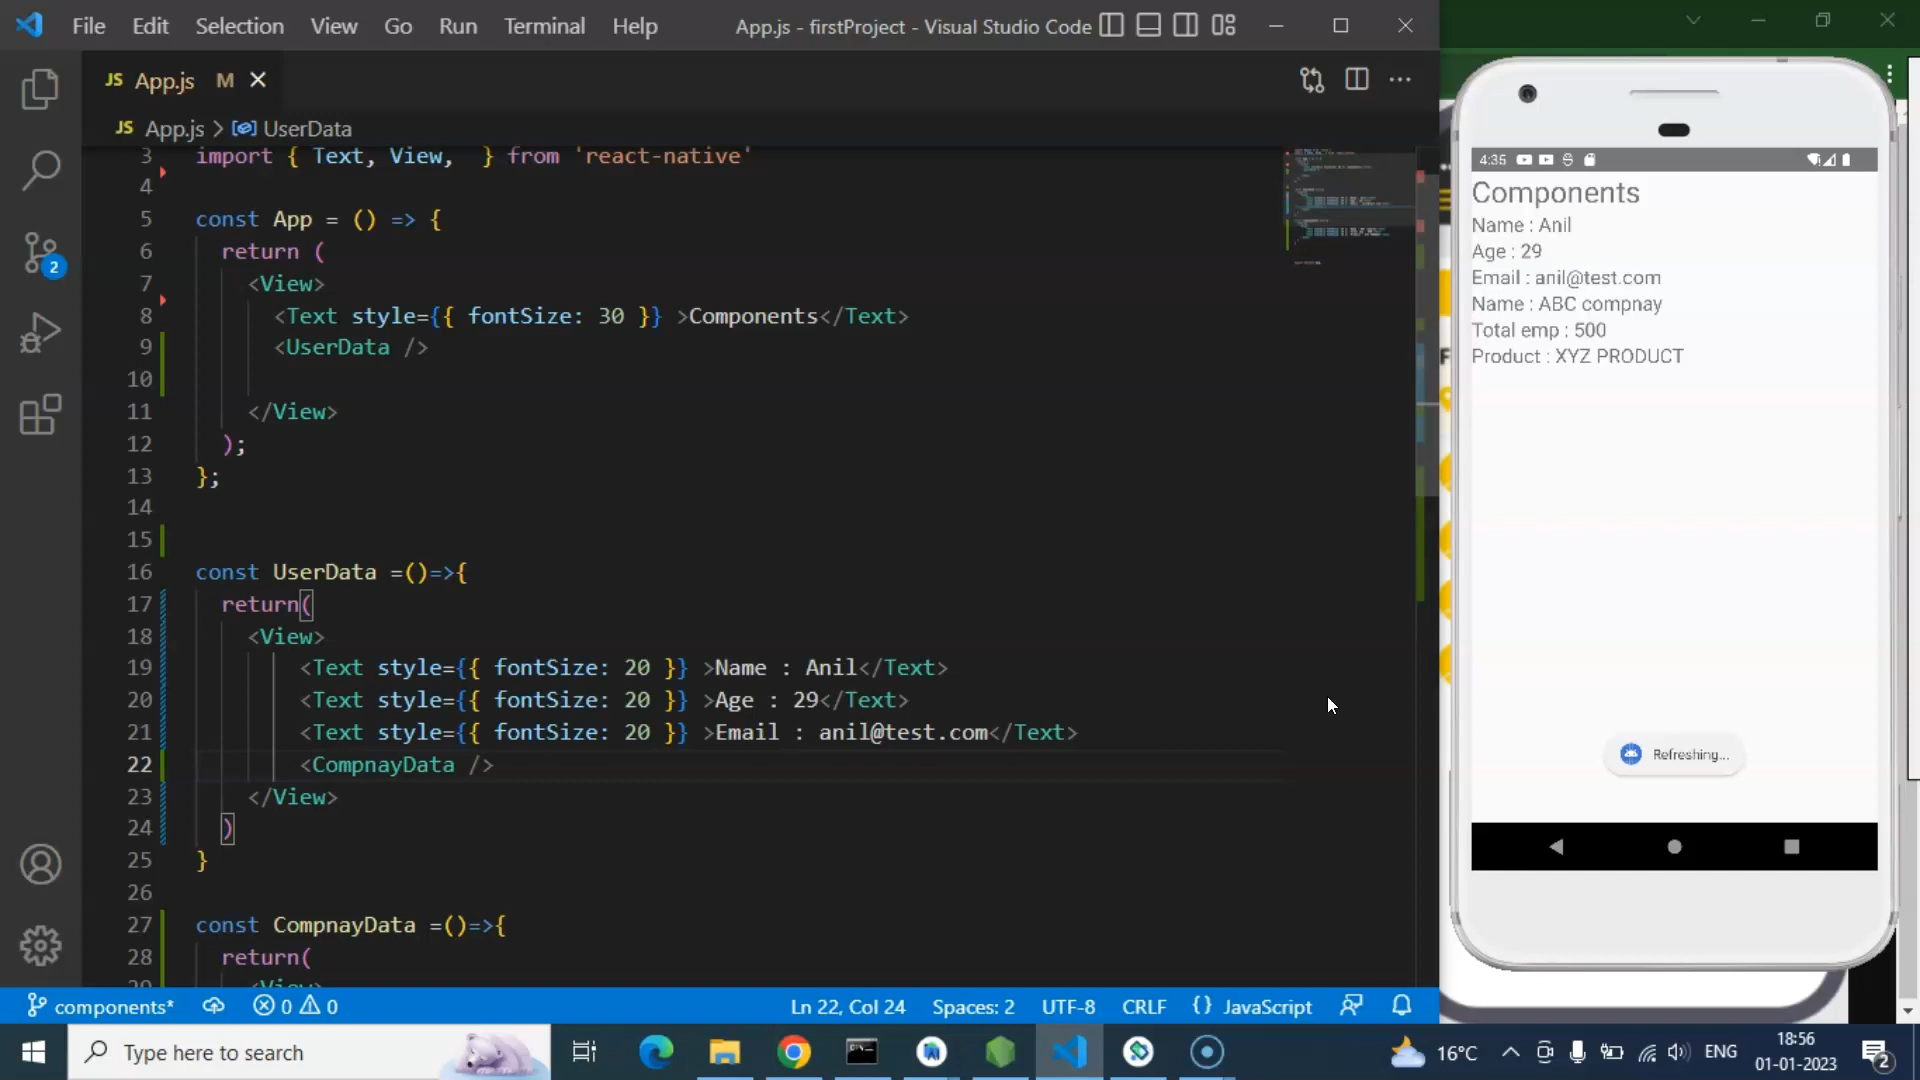 File Edit Selection View Go Run Terminal Help App.js - firstProject - Visual Studio Code
JS App.js M
JS App.js > UserData
3 import { Text, View,  } from 'react-native'
4
5 const App = () => {
6 return (
7 <View>
8 <Text style={{ fontSize: 30 }} >Components</Text>
9 <UserData />
10
11 </View>
12 );
13 };
14
15
16 const UserData =()=>{
17 return(
18 <View>
19 <Text style={{ fontSize: 20 }} >Name : Anil</Text>
20 <Text style={{ fontSize: 20 }} >Age : 29</Text>
21 <Text style={{ fontSize: 20 }} >Email : anil@test.com</Text>
22 <CompnayData />
23 </View>
24 )
25 }
26
27 const CompnayData =()=>{
28 return(
29 <View>
2
components* 0 0 Ln 22, Col 24 Spaces: 2 UTF-8 CRLF {} JavaScript
4:35
Components
Name : Anil
Age : 29
Email : anil@test.com
Name : ABC compnay
Total emp : 500
Product : XYZ PRODUCT
Refreshing...
Type here to search
16°C ENG
18:56
01-01-2023
2